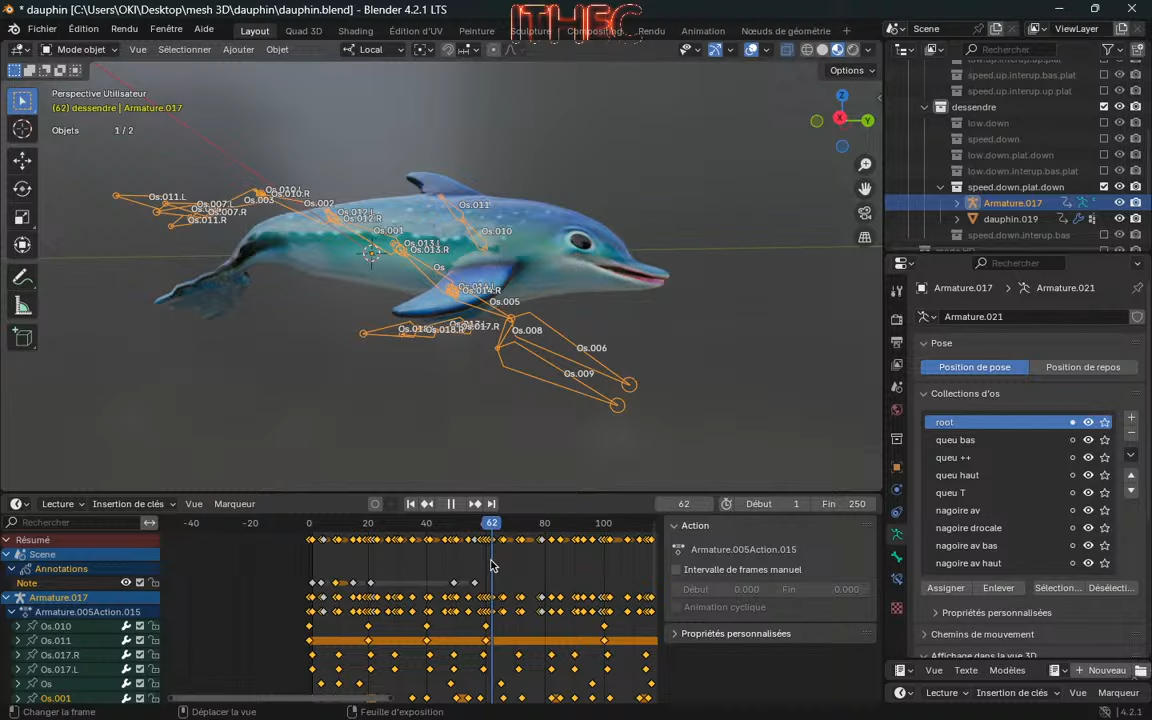 * dauphin [C:\Users\OKI\Desktop\mesh 3D\dauphin\dauphin.blend] - Blender 4.2.1 LTS
ITHEC
Fichier Édition Rendu Fenêtre Aide Layout Quad 3D Shading Édition d'UV Peinture Sculpture Compositing Rendu Animation Nœuds de géométrie
Scene ViewLayer
Mode objet Vue Sélectionner Ajouter Objet Local
Rechercher
Options
Perspective Utilisateur
(62) dessendre | Armature.017
Objets 1 / 2
Z
X
Y
low.up.interup.bas.plat
speed.up.interup.bas.plat
speed.up.interup.up.plat
dessendre
low.down
speed.down
low.down.plat.down
low.down.interup.bas.plat
speed.down.plat.down
Armature.017
dauphin.019
speed.down.interup.bas
Os.011.L
Os.007.L
Os.007.R
Os.011.R
Os.003
Os.010.L
Os.010.R
Os.002
Os.012.L
Os.012.R
Os.001
Os.013.L
Os.013.R
Os
Os.011
Os.010
Os.014.R
Os.005
Os.017.R
Os.018.R
Os.008
Os.006
Os.009
Rechercher
Armature.017 Armature.021
Armature.021
Pose
Position de pose Position de repos
Collections d'os
root
queu bas
queu ++
queu haut
queu T
nagoire av
nagoire drocale
nagoire av bas
nagoire av haut
Assigner Enlever Sélection... Désélecti...
Propriétés personnalisées
Chemins de mouvement
Affichage dans la vue 3D
Vue Texte Modèles Nouveau
Lecture Insertion de clés Vue Marqueur
Lecture Insertion de clés Vue Marqueur 62 Début 1 Fin 250
Rechercher
-40 -20 0 20 40 62 80 100
Résumé
Scene
Annotations
Note
Armature.017
Armature.005Action.015
Os.010
Os.011
Os.017.R
Os.017.L
Os
Os.001
Action
Armature.005Action.015
Intervalle de frames manuel
Début 0.000 Fin 0.000
Animation cyclique
Propriétés personnalisées
Changer la frame Déplacer la vue Feuille d'exposition 4.2.1